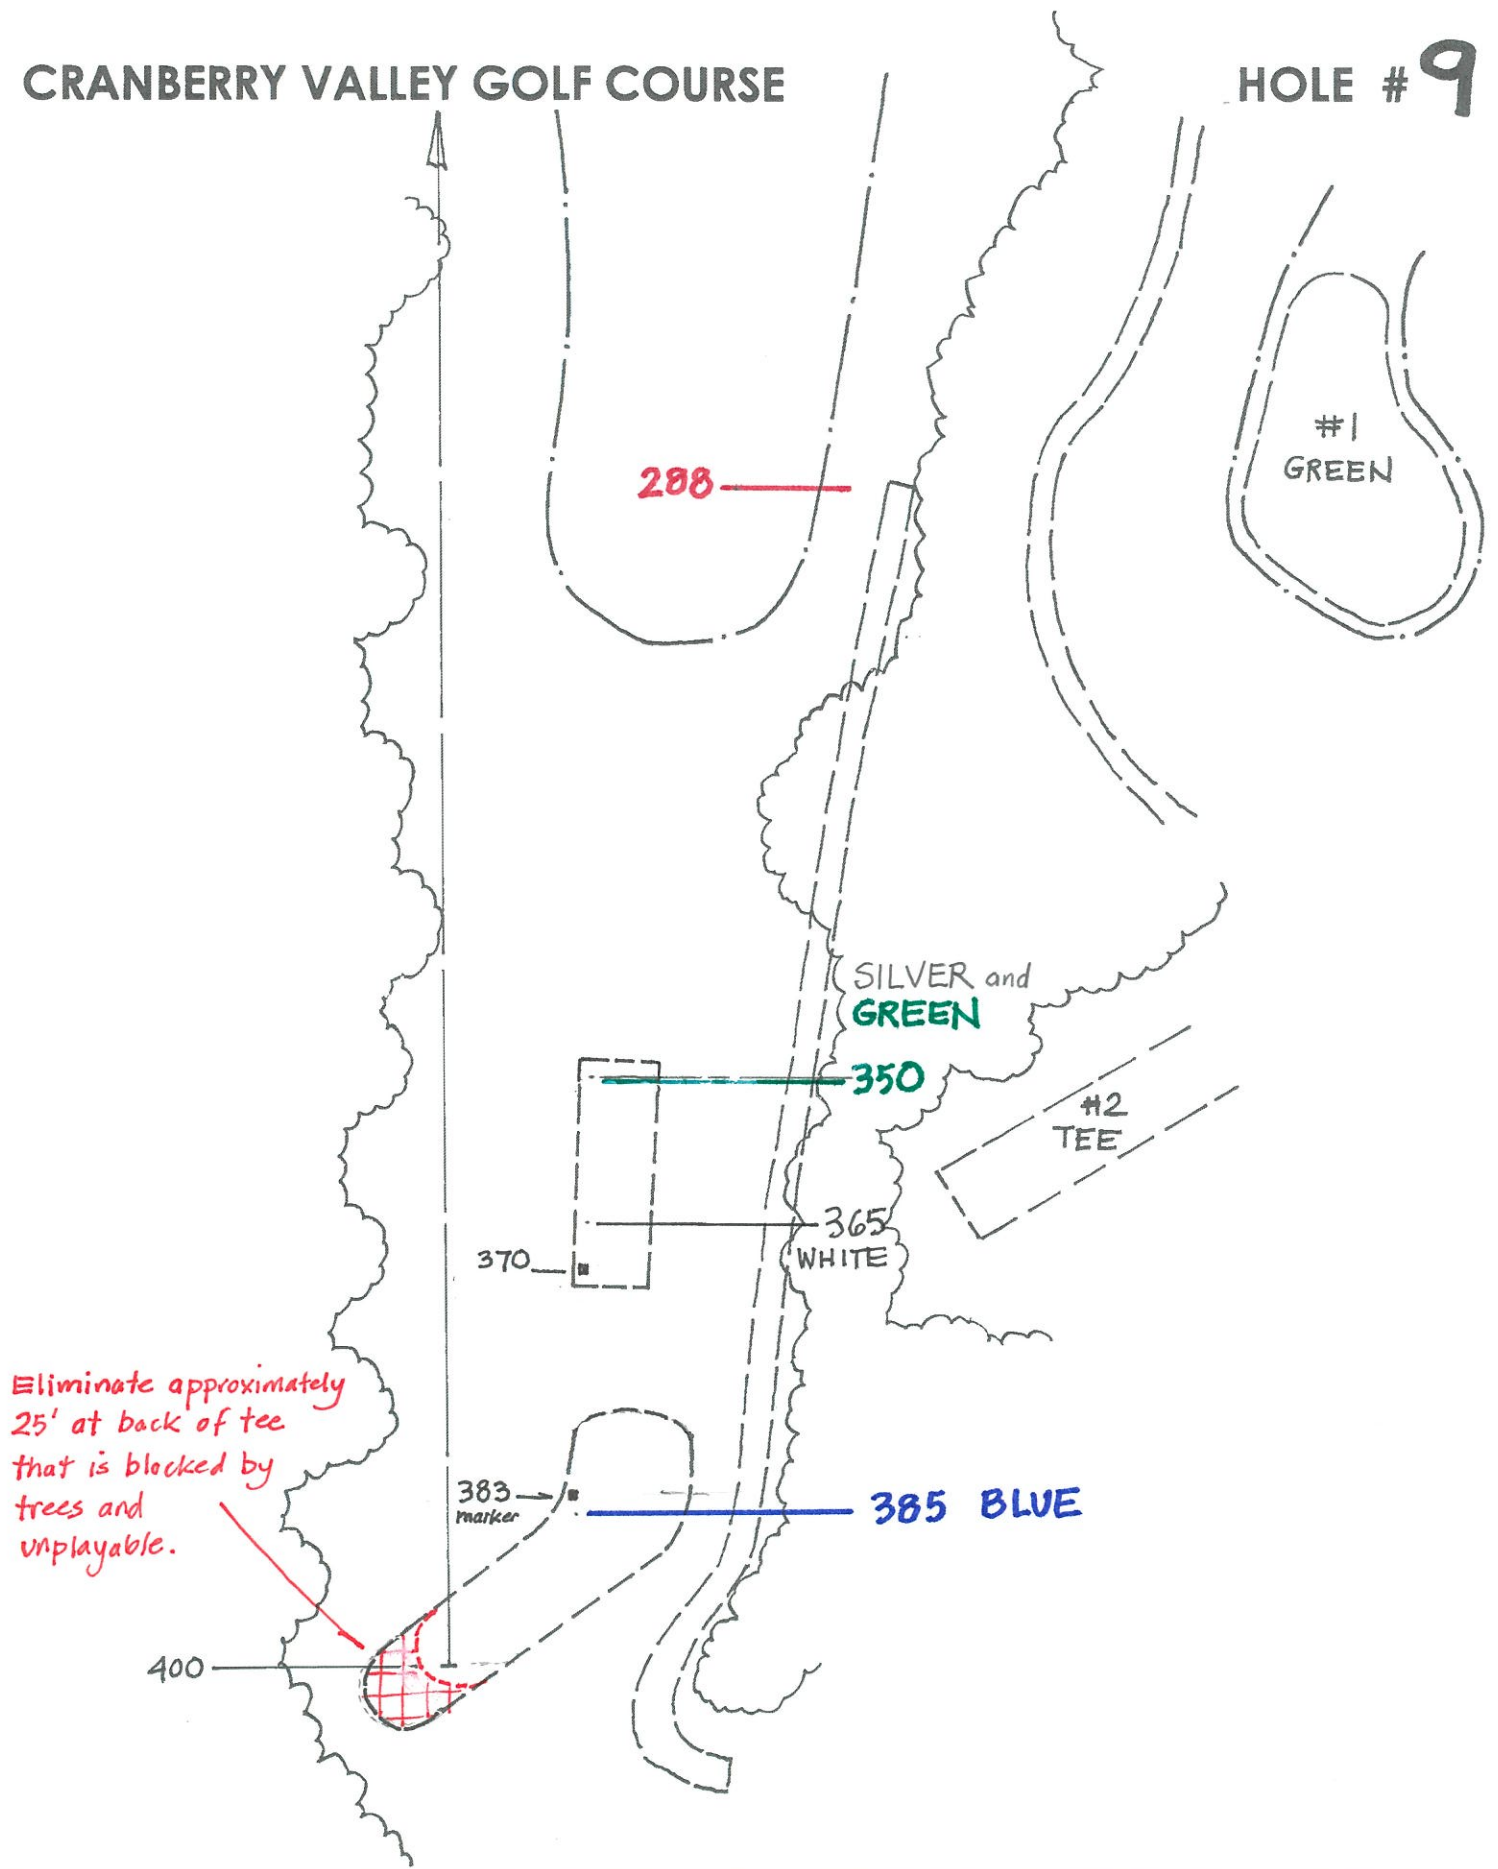 CRANBERRY VALLEY GOLF COURSE
HOLE # 9
#1
GREEN
288
SILVER and
GREEN
350
#2
TEE
365
WHITE
370
Eliminate approximately
25' at back of tee
that is blocked by
trees and
unplayable.
383
marker
385 BLUE
400